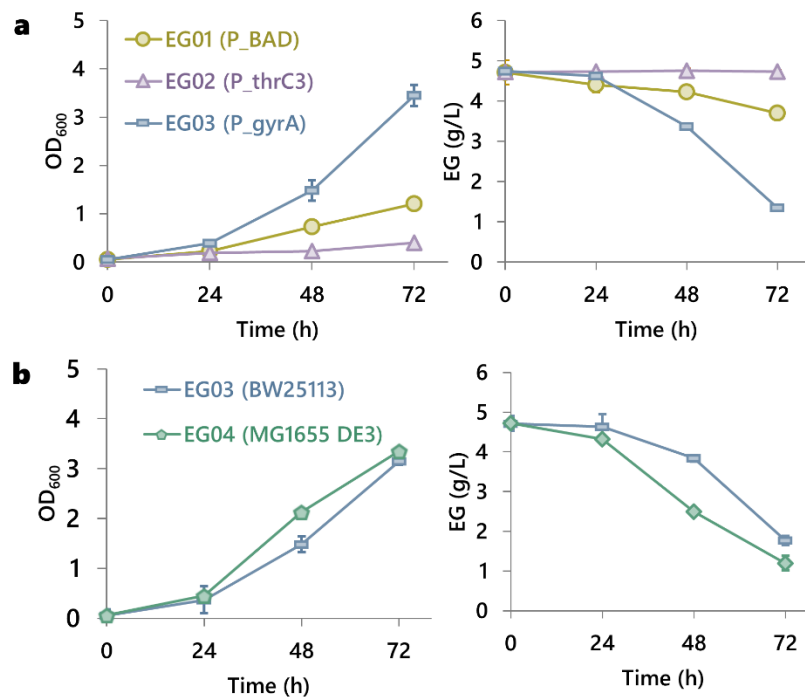 a
OD600
5
4
3
2
1
0
EG01 (P_BAD)
EG02 (P_thrC3)
EG03 (P_gyrA)
0 24 48 72
Time (h)
EG (g/L)
6
5
4
3
2
1
0
0 24 48 72
Time (h)
b
OD600
5
4
3
2
1
0
EG03 (BW25113)
EG04 (MG1655 DE3)
0 24 48 72
Time (h)
EG (g/L)
6
5
4
3
2
1
0
0 24 48 72
Time (h)